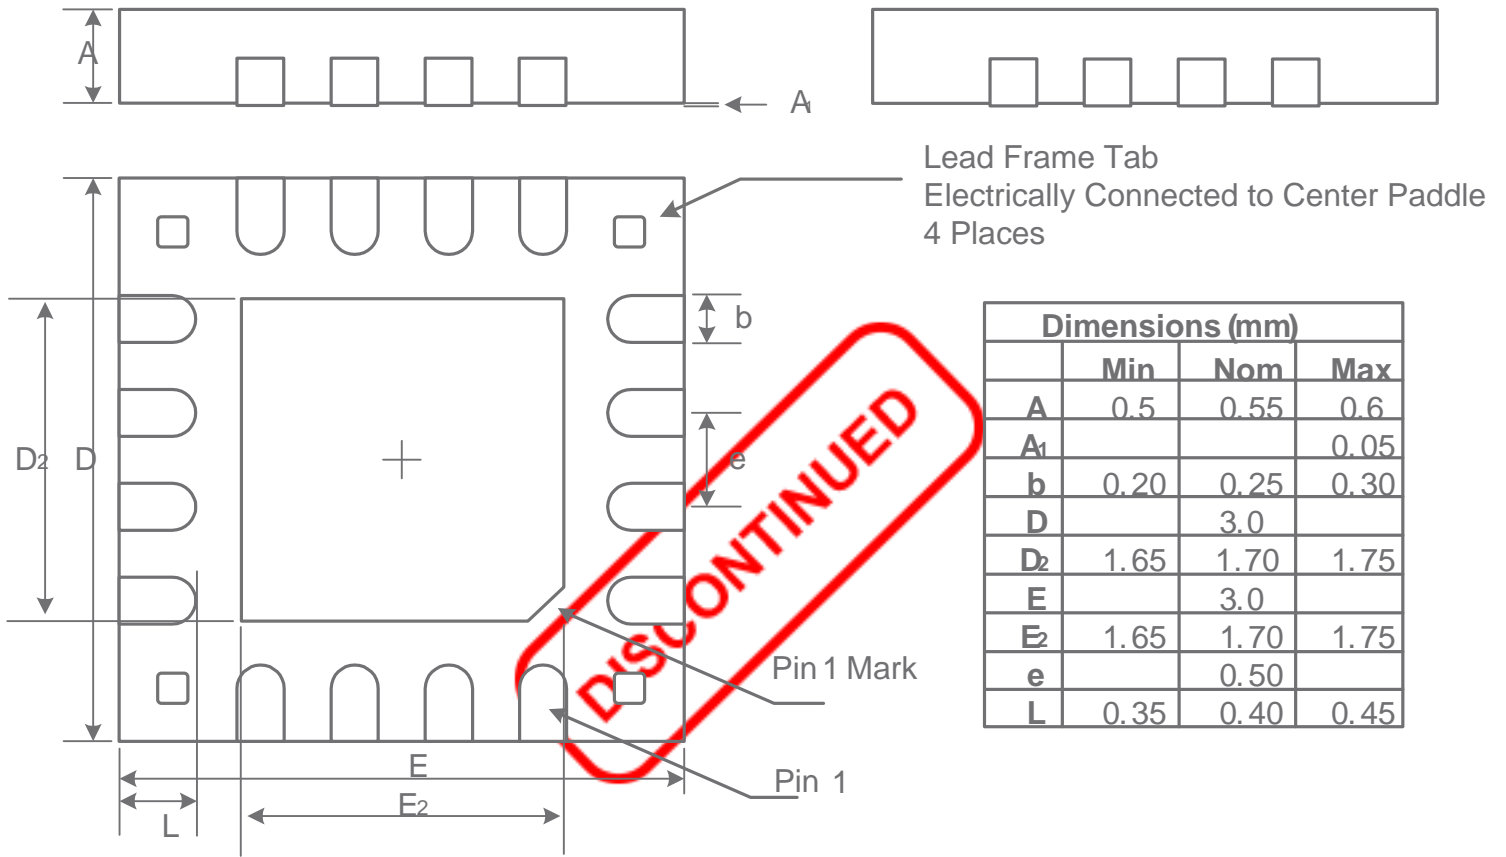 A
A1
Lead Frame Tab
Electrically Connected to Center Paddle
4 Places
b
D2 D
e
DISCONTINUED
Pin 1 Mark
Pin 1
E
E2
L
Dimensions (mm)
Min Nom Max
A 0.5 0.55 0.6
A1 0.05
b 0.20 0.25 0.30
D 3.0
D2 1.65 1.70 1.75
E 3.0
E2 1.65 1.70 1.75
e 0.50
L 0.35 0.40 0.45